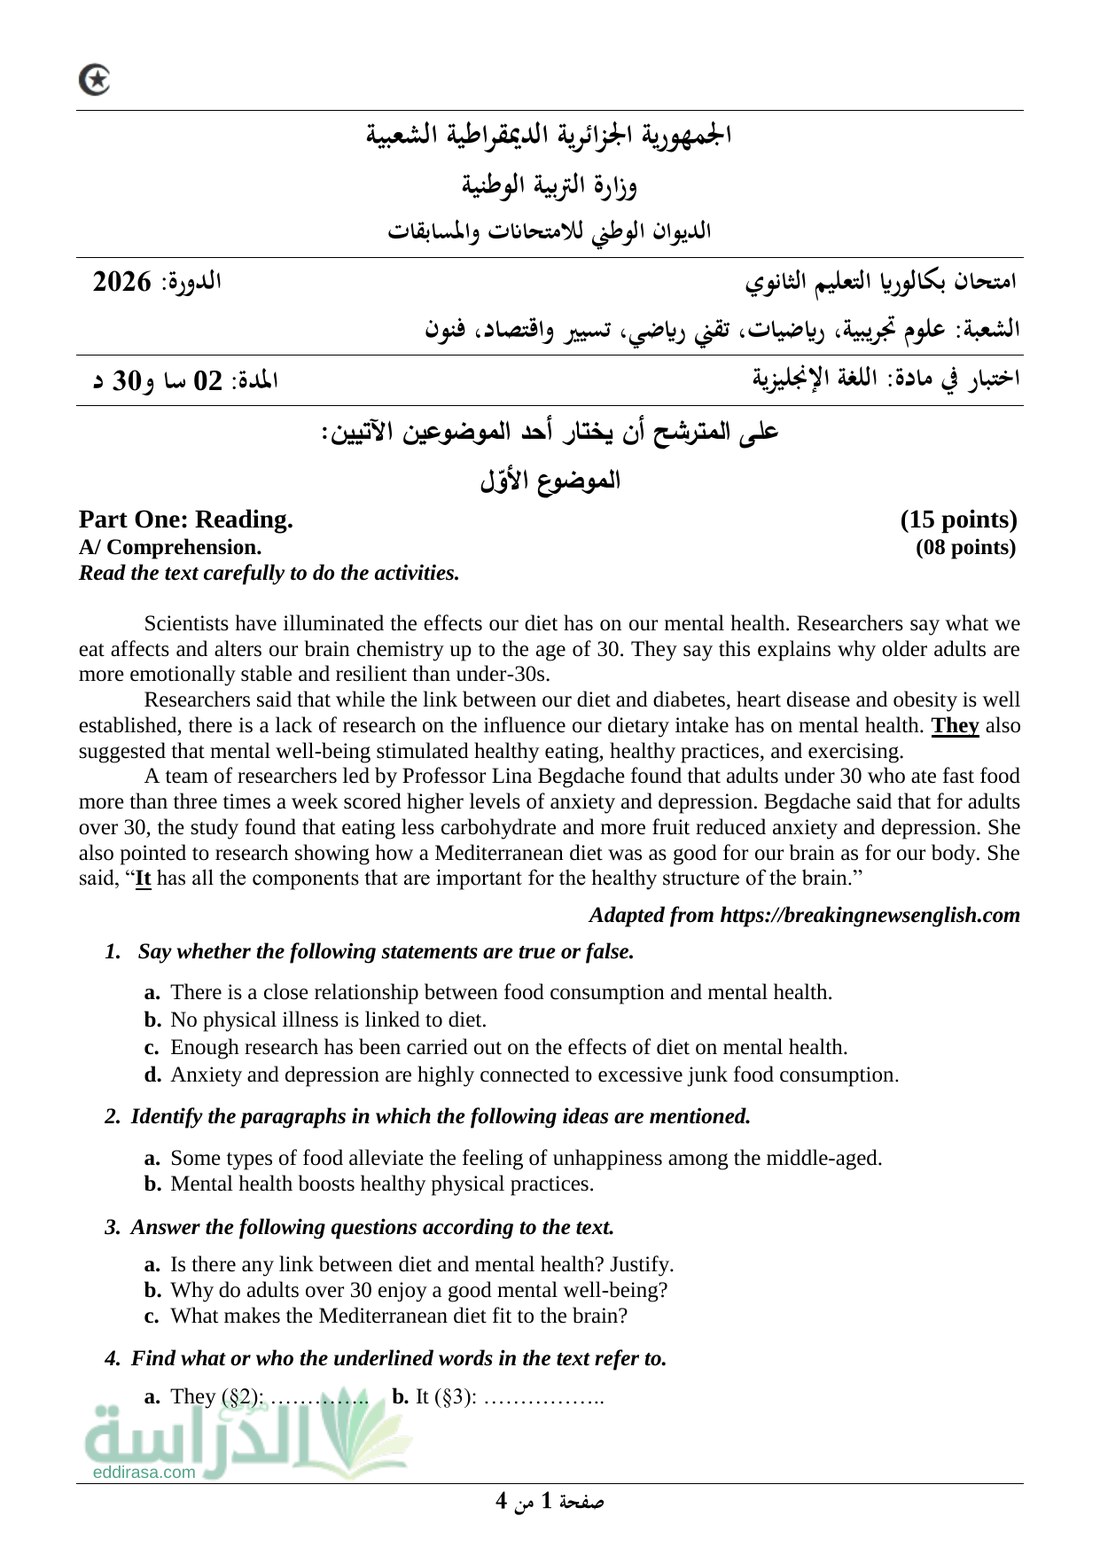 الجمهورية الجزائرية الديمقراطية الشعبية
وزارة التربية الوطنية
الديوان الوطني للامتحانات والمسابقات
امتحان بكالوريا التعليم الثانوي الدورة: 2026
الشعبة: علوم تجريبية، رياضيات، تقني رياضي، تسيير واقتصاد، فنون
اختبار في مادة: اللغة الإنجليزية المدة: 02 سا و30 د
على المترشح أن يختار أحد الموضوعين الآتيين:
الموضوع الأوّل
Part One: Reading. (15 points)
A/ Comprehension. (08 points)
Read the text carefully to do the activities.
Scientists have illuminated the effects our diet has on our mental health. Researchers say what we
eat affects and alters our brain chemistry up to the age of 30. They say this explains why older adults are
more emotionally stable and resilient than under-30s.
Researchers said that while the link between our diet and diabetes, heart disease and obesity is well
established, there is a lack of research on the influence our dietary intake has on mental health. They also
suggested that mental well-being stimulated healthy eating, healthy practices, and exercising.
A team of researchers led by Professor Lina Begdache found that adults under 30 who ate fast food
more than three times a week scored higher levels of anxiety and depression. Begdache said that for adults
over 30, the study found that eating less carbohydrate and more fruit reduced anxiety and depression. She
also pointed to research showing how a Mediterranean diet was as good for our brain as for our body. She
said, “It has all the components that are important for the healthy structure of the brain.”
Adapted from https://breakingnewsenglish.com
1. Say whether the following statements are true or false.
a. There is a close relationship between food consumption and mental health.
b. No physical illness is linked to diet.
c. Enough research has been carried out on the effects of diet on mental health.
d. Anxiety and depression are highly connected to excessive junk food consumption.
2. Identify the paragraphs in which the following ideas are mentioned.
a. Some types of food alleviate the feeling of unhappiness among the middle-aged.
b. Mental health boosts healthy physical practices.
3. Answer the following questions according to the text.
a. Is there any link between diet and mental health? Justify.
b. Why do adults over 30 enjoy a good mental well-being?
c. What makes the Mediterranean diet fit to the brain?
4. Find what or who the underlined words in the text refer to.
a. They (§2): ………….. b. It (§3): ……………..
موقع الدراسة
eddirasa.com
صفحة 1 من 4